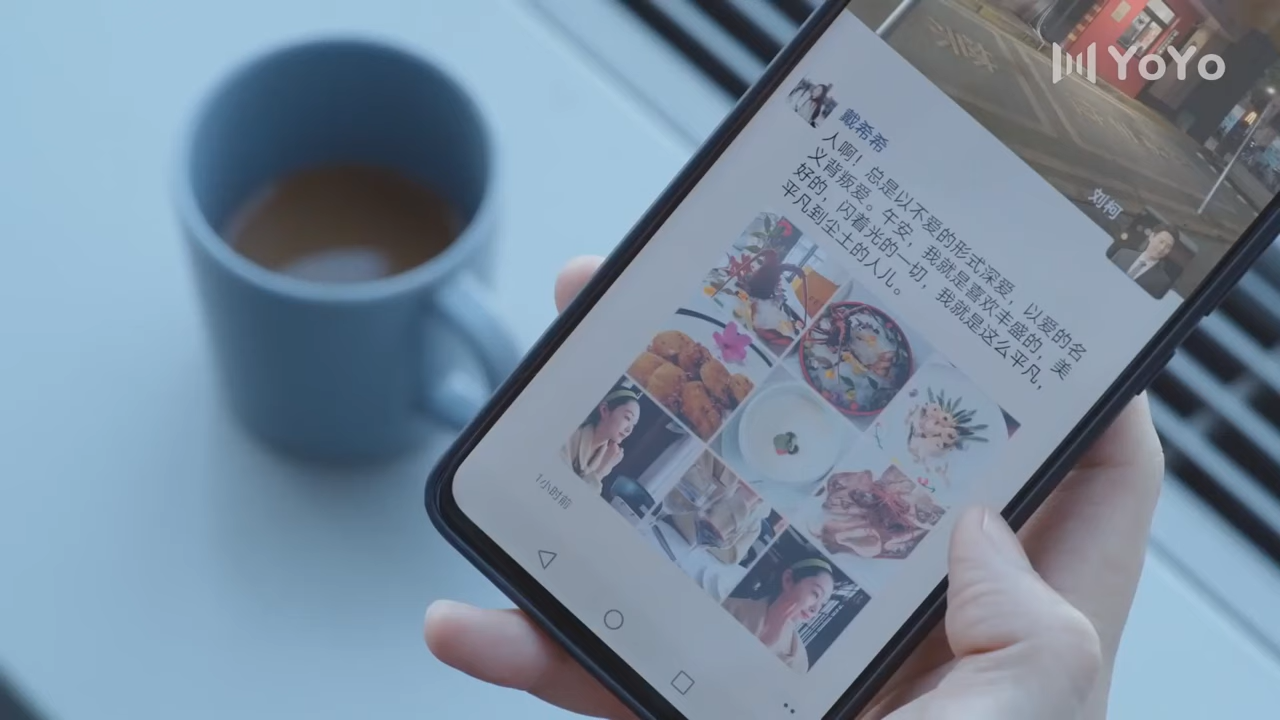 YoYo
刘柯
戴希希
人啊！总是以不爱的形式深爱，以爱的名
义背叛爱。午安，我就是喜欢丰盛的，美
好的，闪着光的一切，我就是这么平凡，
平凡到尘土的人儿。
1小时前